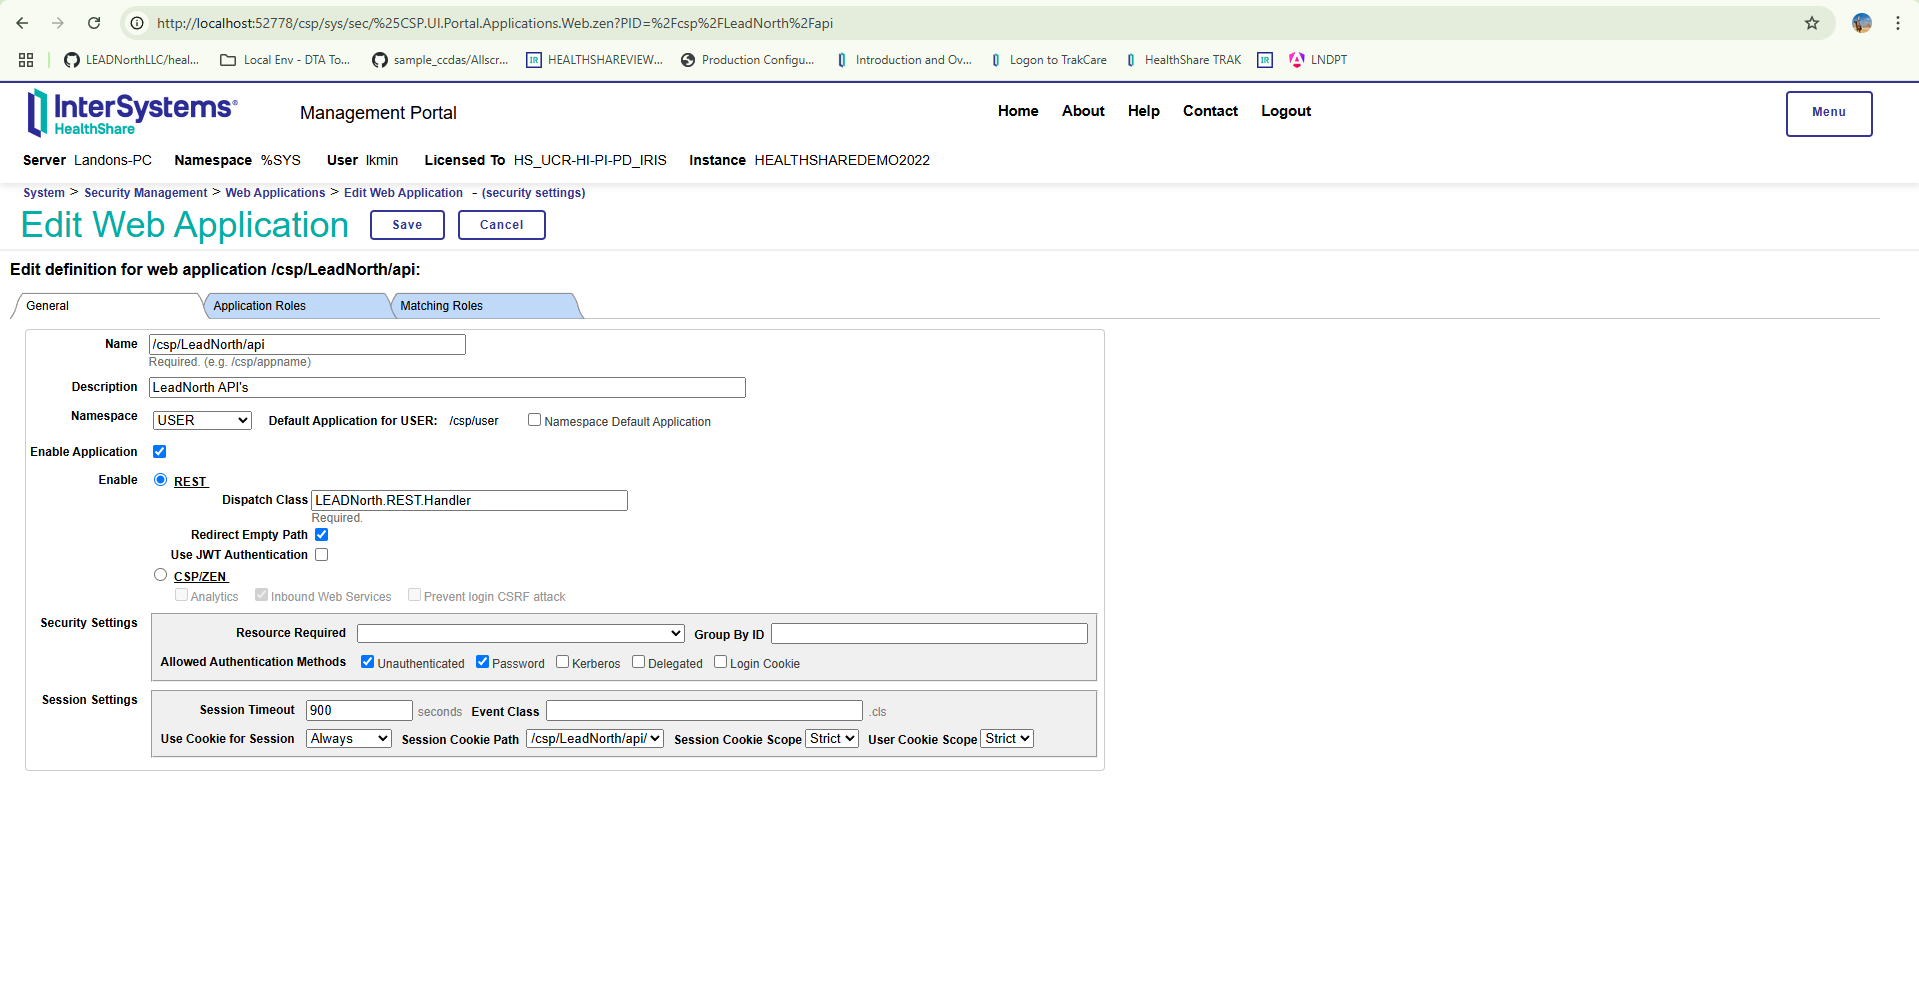 http://localhost:52778/csp/sys/sec/%25CSP.UI.Portal.Applications.Web.zen?PID=%2Fcsp%2FLeadNorth%2Fapi
LEADNorthLLC/heal... Local Env - DTA To... sample_ccdas/Allscr... IR HEALTHSHAREVIEW... Production Configu... Introduction and Ov... Logon to TrakCare HealthShare TRAK IR LNDPT
InterSystems® HealthShare
Management Portal
Home About Help Contact Logout
Menu
Server Landons-PC Namespace %SYS User lkmin Licensed To HS_UCR-HI-PI-PD_IRIS Instance HEALTHSHAREDEMO2022
System > Security Management > Web Applications > Edit Web Application - (security settings)
Edit Web Application Save Cancel
Edit definition for web application /csp/LeadNorth/api:
General Application Roles Matching Roles
Name /csp/LeadNorth/api
Required. (e.g. /csp/appname)
Description LeadNorth API's
Namespace USER Default Application for USER: /csp/user Namespace Default Application
Enable Application
Enable REST
Dispatch Class LEADNorth.REST.Handler
Required.
Redirect Empty Path
Use JWT Authentication
CSP/ZEN
Analytics Inbound Web Services Prevent login CSRF attack
Security Settings
Resource Required Group By ID
Allowed Authentication Methods Unauthenticated Password Kerberos Delegated Login Cookie
Session Settings
Session Timeout 900 seconds Event Class .cls
Use Cookie for Session Always Session Cookie Path /csp/LeadNorth/api/ Session Cookie Scope Strict User Cookie Scope Strict